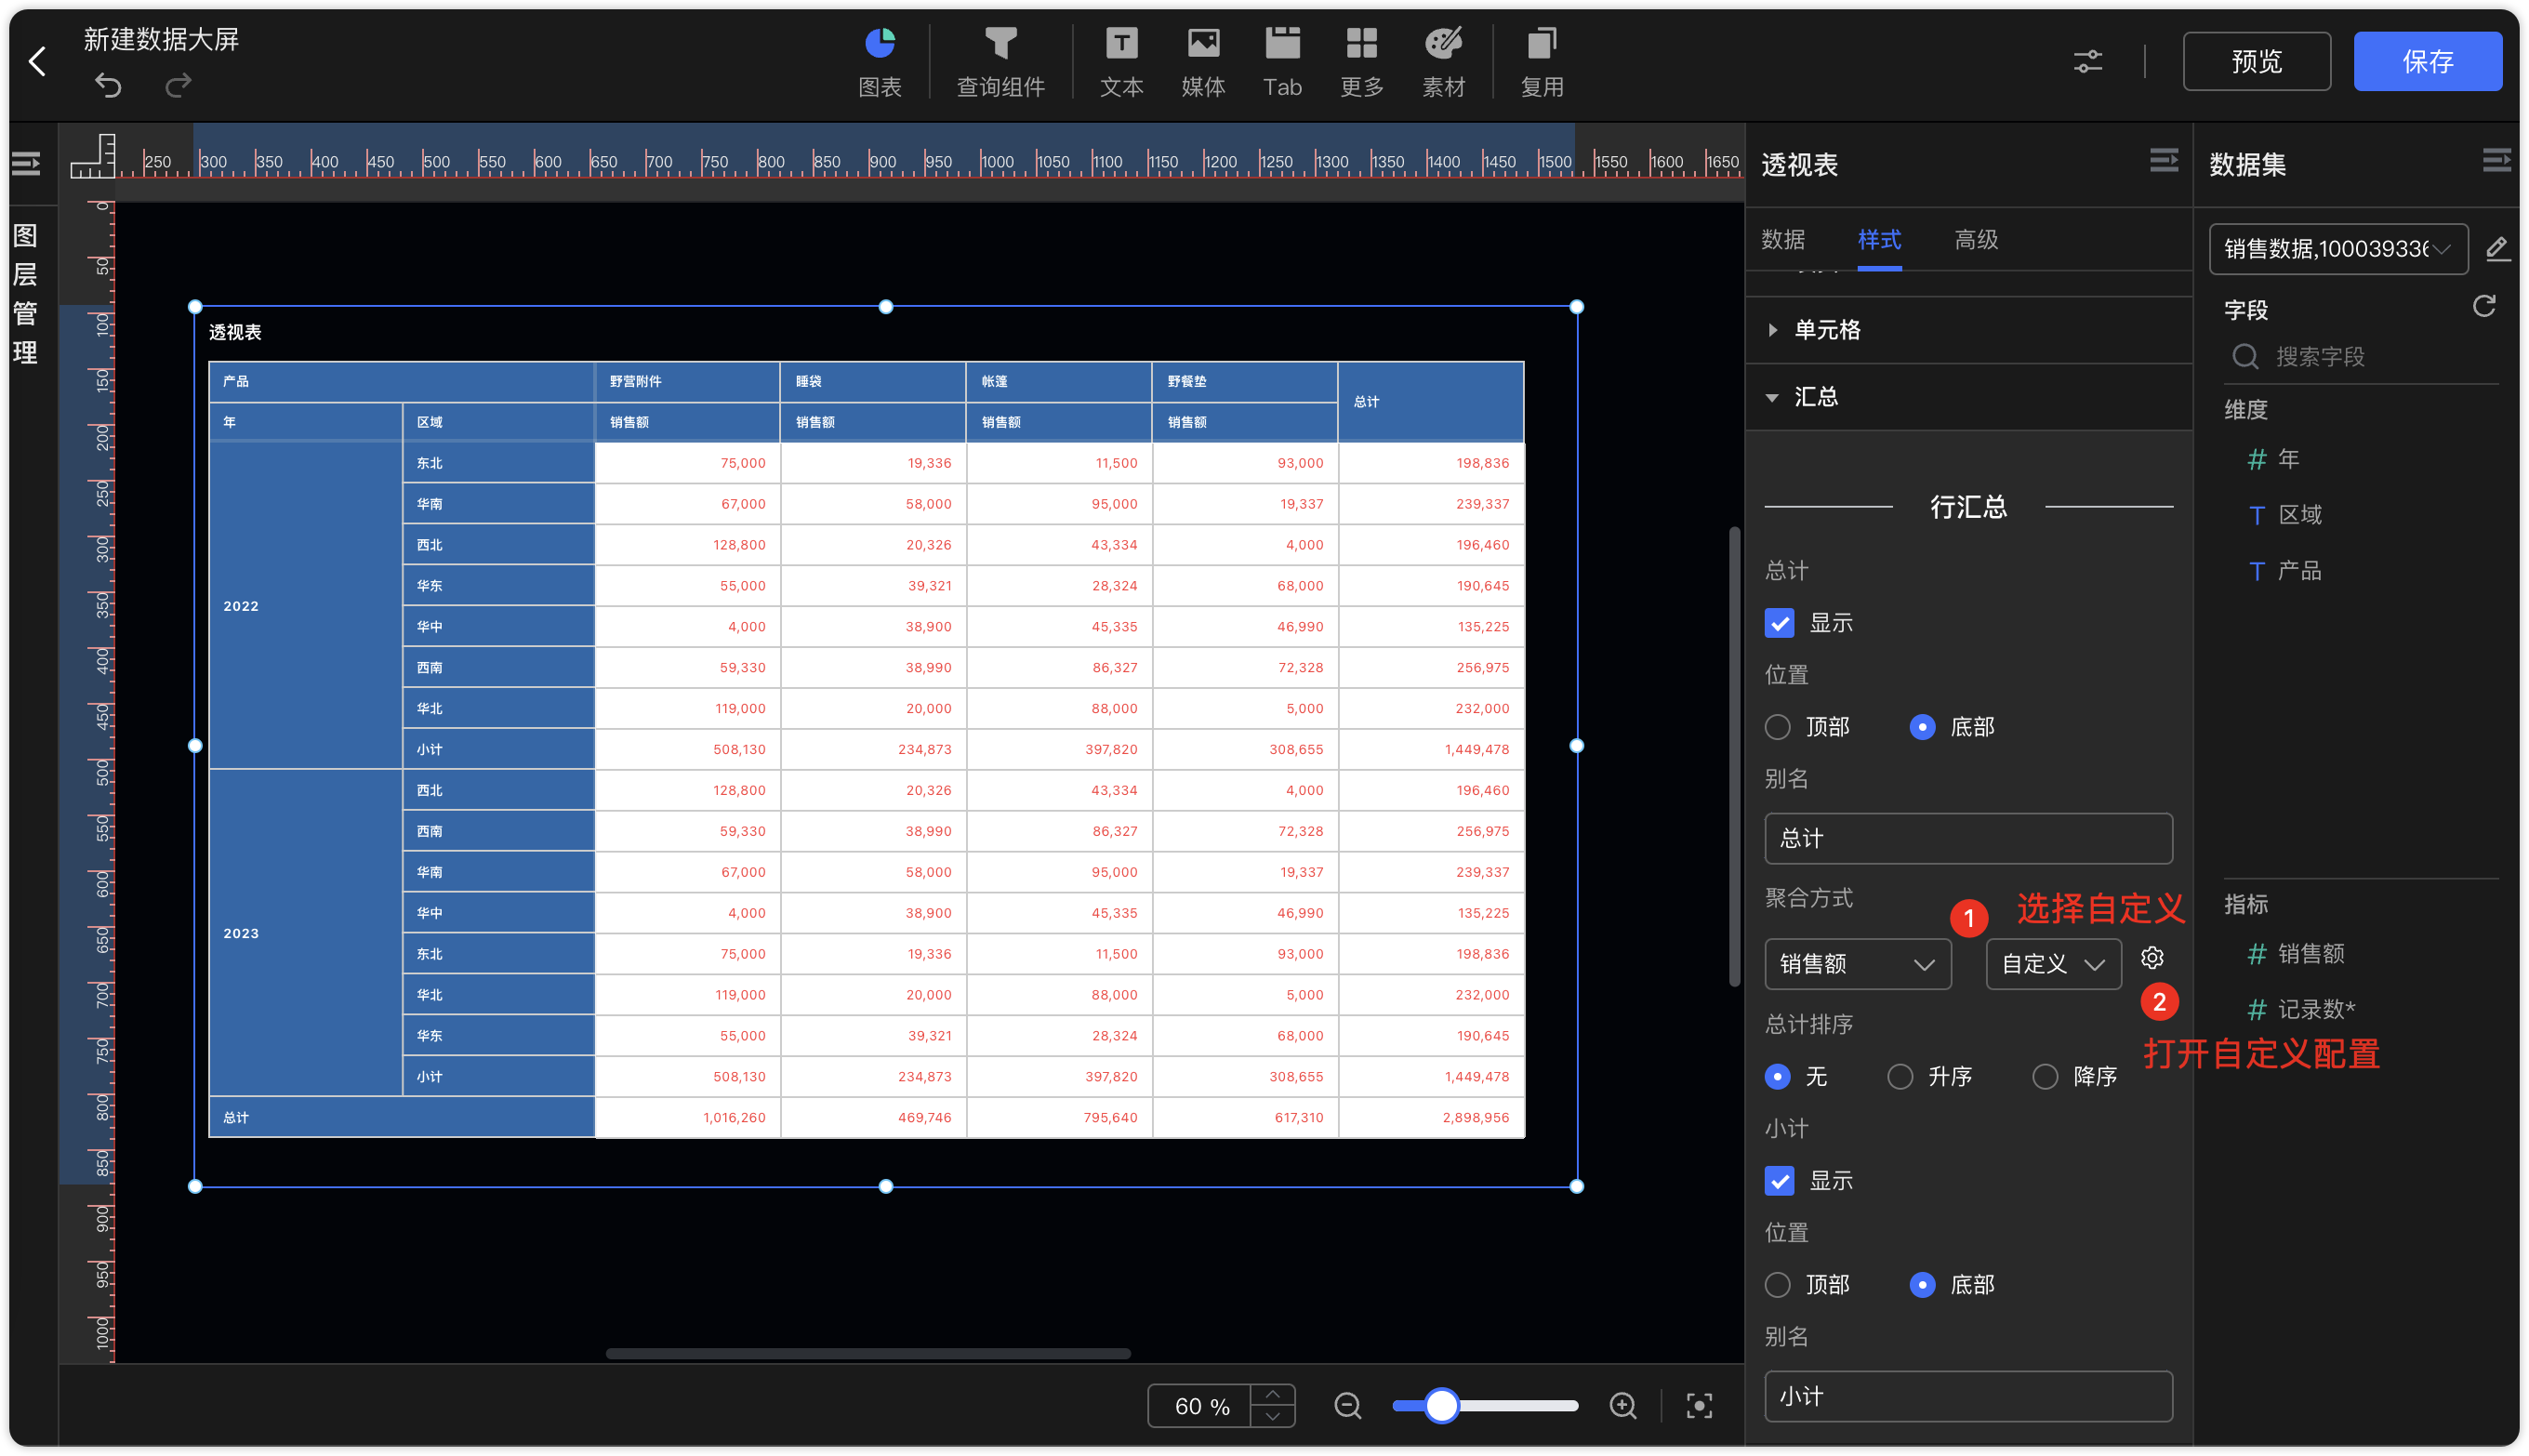 新建数据大屏
图表 查询组件 文本 媒体 Tab 更多 素材 复用
预览 保存
图层管理
250 300 350 400 450 500 550 600 650 700 750 800 850 900 950 1000 1050 1100 1150 1200 1250 1300 1350 1400 1450 1500 1550 1600 1650
0 50 100 150 200 250 300 350 400 450 500 550 600 650 700 750 800 850 900 950 1000
透视表
产品 野营附件 睡袋 帐篷 野餐垫 总计
年 区域 销售额 销售额 销售额 销售额
2022
东北 75,000 19,336 11,500 93,000 198,836
华南 67,000 58,000 95,000 19,337 239,337
西北 128,800 20,326 43,334 4,000 196,460
华东 55,000 39,321 28,324 68,000 190,645
华中 4,000 38,900 45,335 46,990 135,225
西南 59,330 38,990 86,327 72,328 256,975
华北 119,000 20,000 88,000 5,000 232,000
小计 508,130 234,873 397,820 308,655 1,449,478
2023
西北 128,800 20,326 43,334 4,000 196,460
西南 59,330 38,990 86,327 72,328 256,975
华南 67,000 58,000 95,000 19,337 239,337
华中 4,000 38,900 45,335 46,990 135,225
东北 75,000 19,336 11,500 93,000 198,836
华北 119,000 20,000 88,000 5,000 232,000
华东 55,000 39,321 28,324 68,000 190,645
小计 508,130 234,873 397,820 308,655 1,449,478
总计 1,016,260 469,746 795,640 617,310 2,898,956
60 %
透视表
数据 样式 高级
单元格
汇总
行汇总
总计
显示
位置
顶部 底部
别名
总计
聚合方式
1 选择自定义
销售额 自定义
2
打开自定义配置
总计排序
无 升序 降序
小计
显示
位置
顶部 底部
别名
小计
数据集
销售数据,10003933
字段
搜索字段
维度
# 年
T 区域
T 产品
指标
# 销售额
# 记录数*